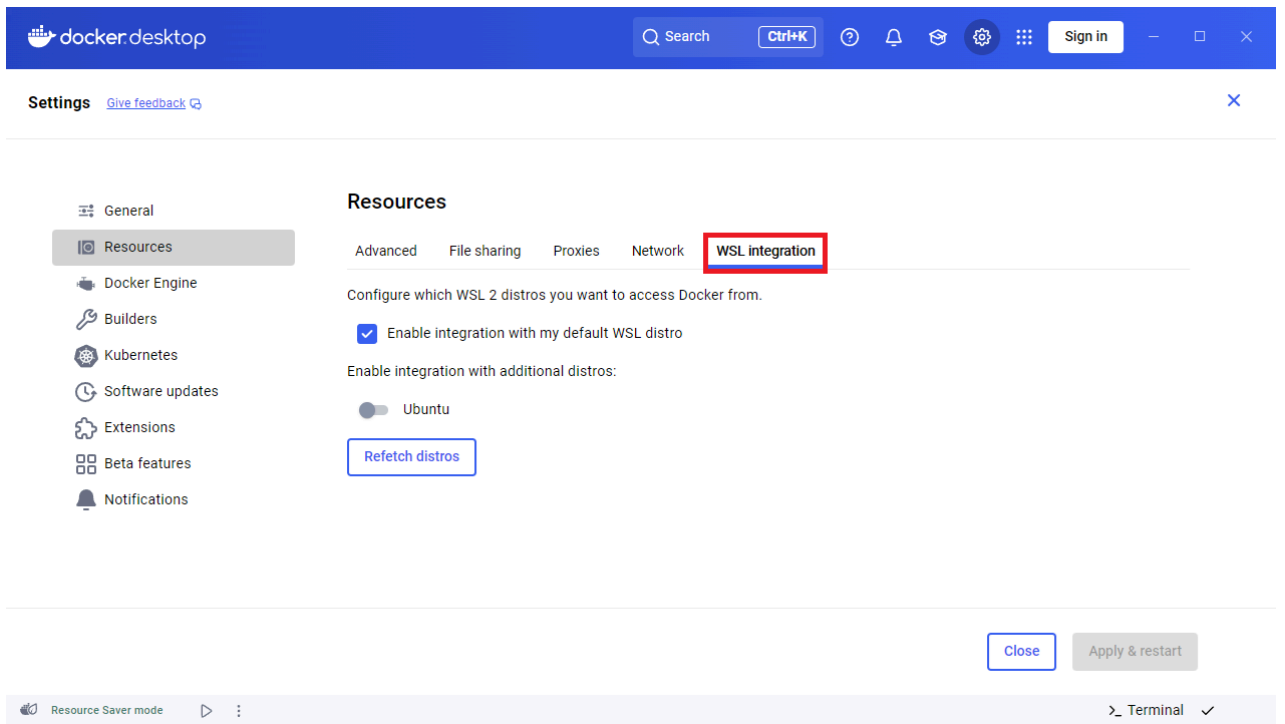 docker.desktop
Search
Ctrl+K
Sign in
Settings
Give feedback
General
Resources
Docker Engine
Builders
Kubernetes
Software updates
Extensions
Beta features
Notifications
Resources
Advanced
File sharing
Proxies
Network
WSL integration
Configure which WSL 2 distros you want to access Docker from.
Enable integration with my default WSL distro
Enable integration with additional distros:
Ubuntu
Refetch distros
Close
Apply & restart
Resource Saver mode
Terminal